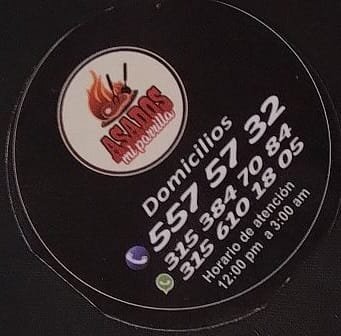 ASADOS
mi parrilla
Domicilios
557 57 32
315 384 70 84
315 610 18 05
Horario de atención
12:00 pm a 3:00 am